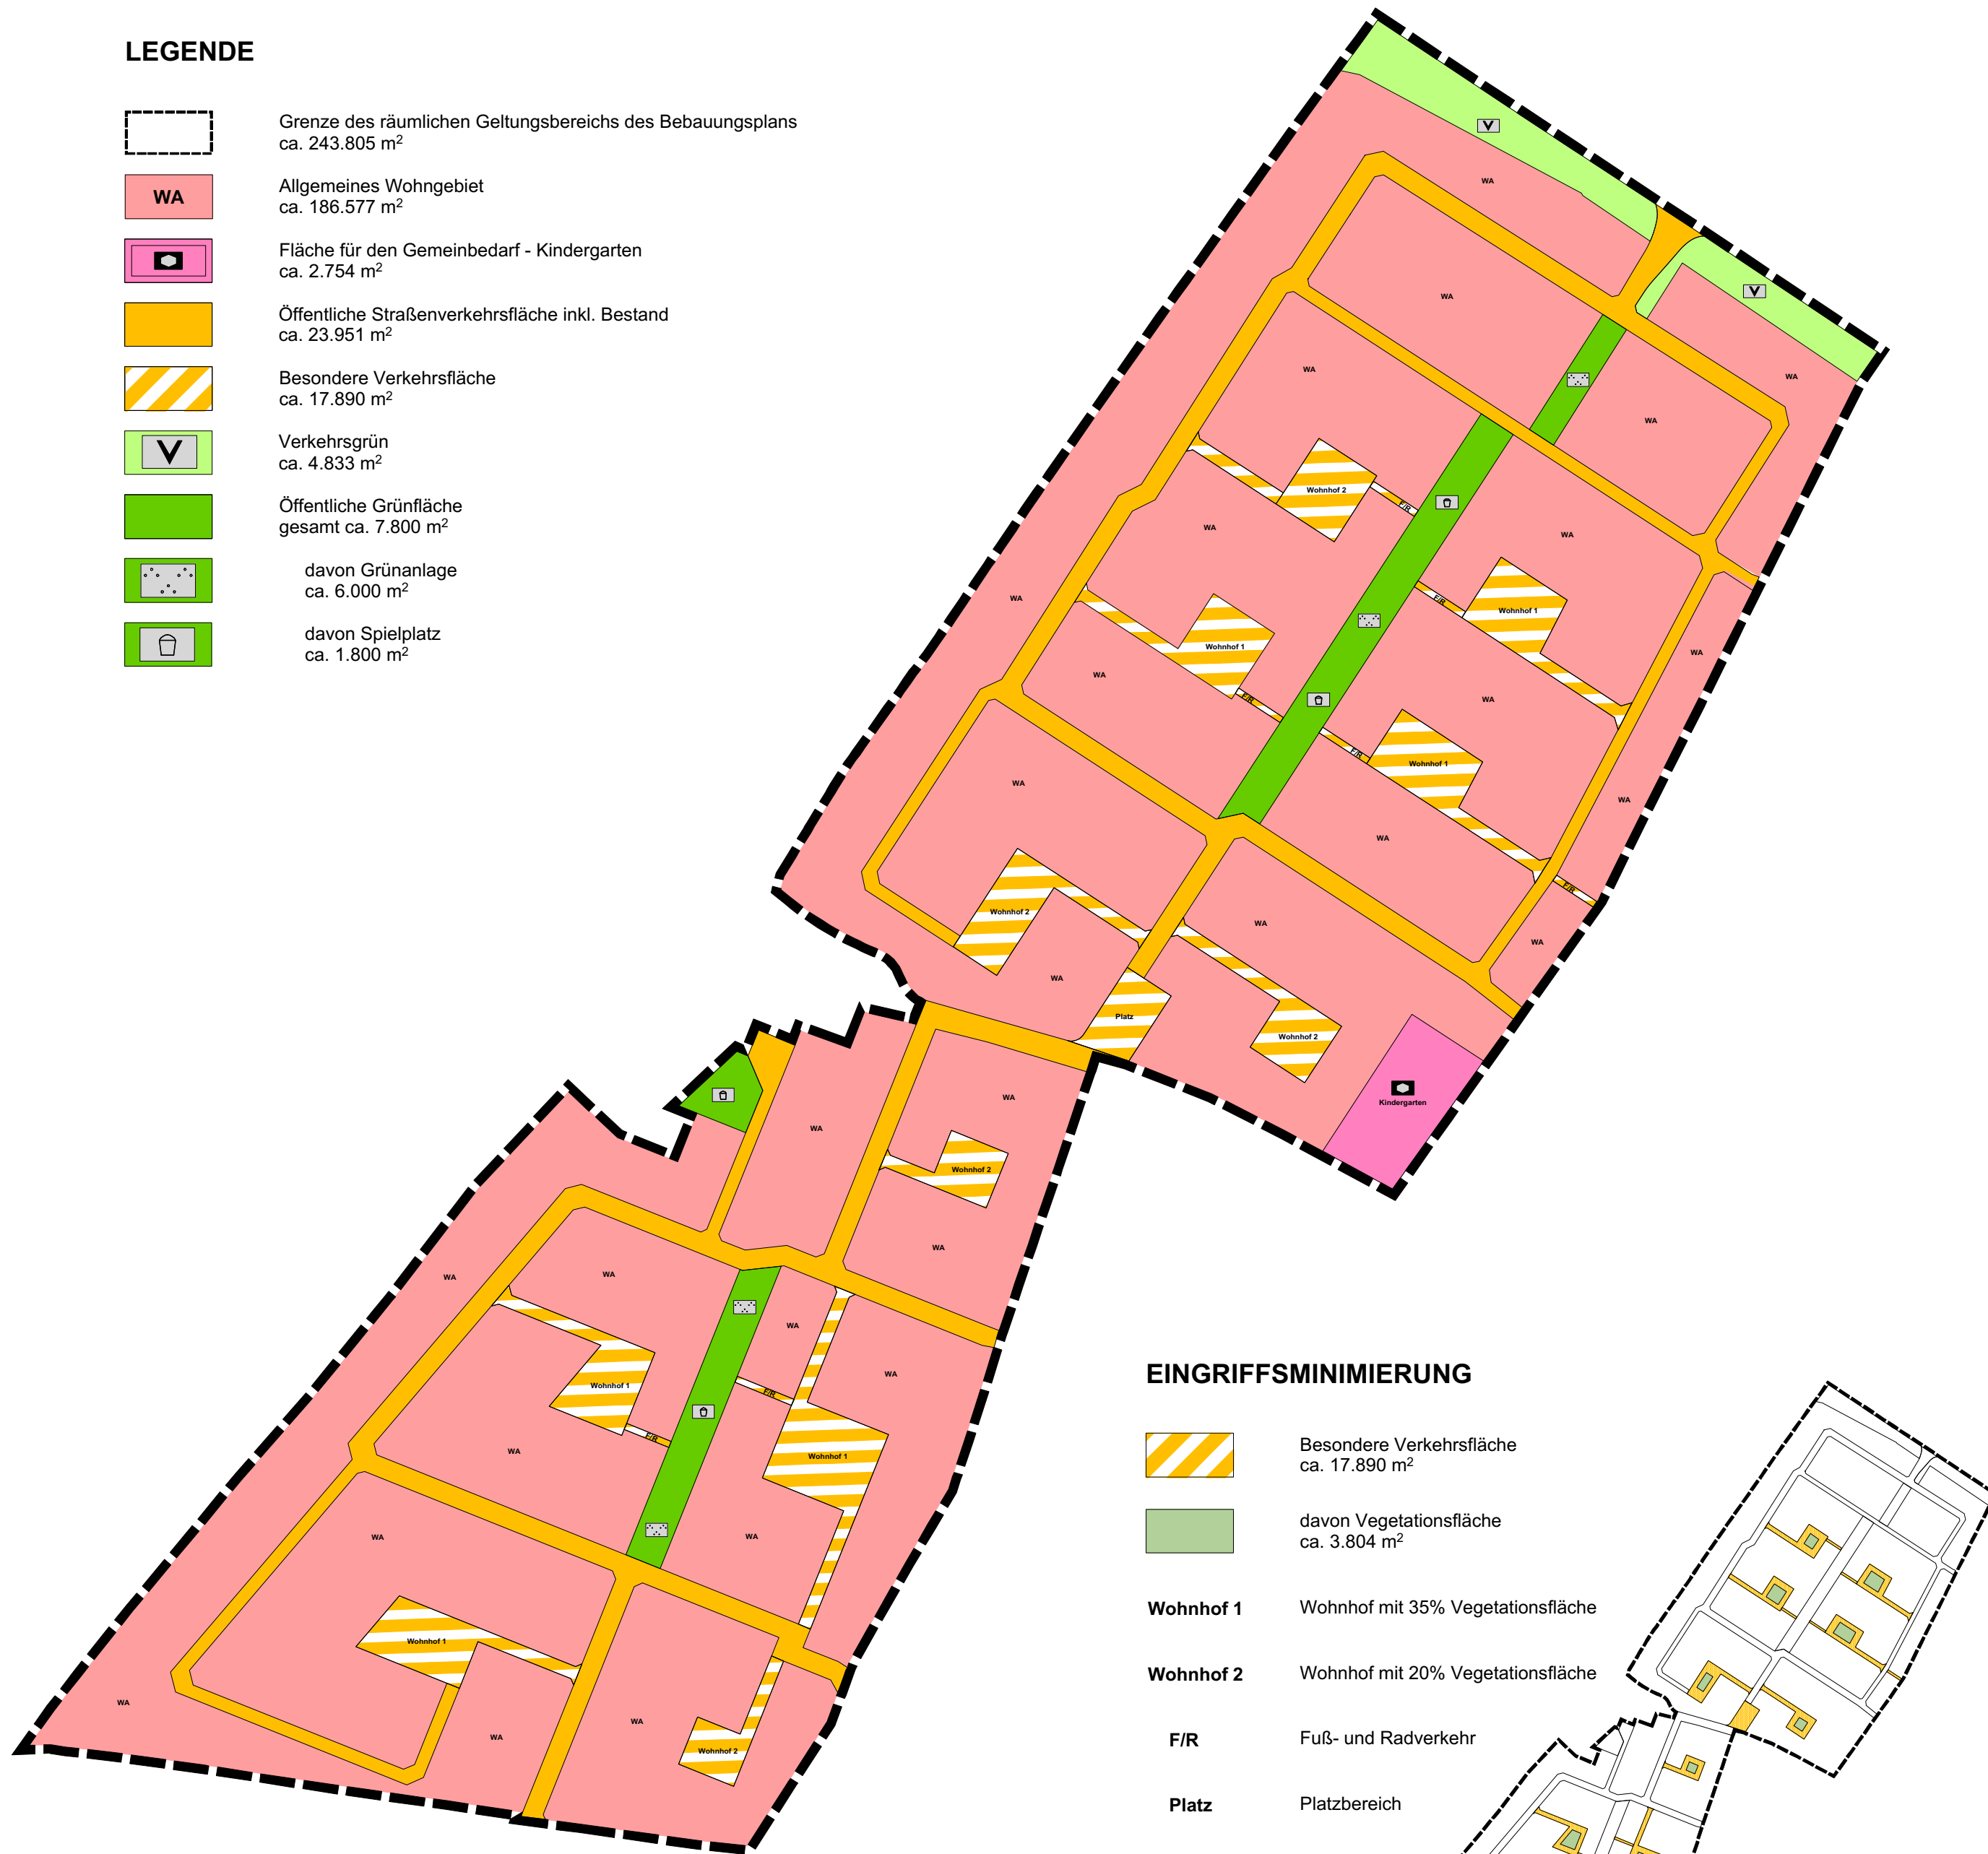 LEGENDE
Grenze des räumlichen Geltungsbereichs des Bebauungsplans
ca. 243.805 m²
WA
Allgemeines Wohngebiet
ca. 186.577 m²
Fläche für den Gemeinbedarf - Kindergarten
ca. 2.754 m²
Öffentliche Straßenverkehrsfläche inkl. Bestand
ca. 23.951 m²
Besondere Verkehrsfläche
ca. 17.890 m²
V
Verkehrsgrün
ca. 4.833 m²
Öffentliche Grünfläche
gesamt ca. 7.800 m²
davon Grünanlage
ca. 6.000 m²
davon Spielplatz
ca. 1.800 m²
V
WA
V
WA
WA
WA
WA
Wohnhof 2
F/R
WA
WA
F/R
Wohnhof 1
WA
Wohnhof 1
WA
WA
F/R
WA
F/R
Wohnhof 1
WA
WA
WA
F/R
Wohnhof 2
WA
WA
WA
Platz
Wohnhof 2
Kindergarten
WA
WA
Wohnhof 2
WA
WA
WA
WA
WA
Wohnhof 1
F/R
F/R
WA
Wohnhof 1
WA
WA
Wohnhof 1
WA
WA
WA
Wohnhof 2
EINGRIFFSMINIMIERUNG
Besondere Verkehrsfläche
ca. 17.890 m²
davon Vegetationsfläche
ca. 3.804 m²
Wohnhof 1 Wohnhof mit 35% Vegetationsfläche
Wohnhof 2 Wohnhof mit 20% Vegetationsfläche
F/R Fuß- und Radverkehr
Platz Platzbereich